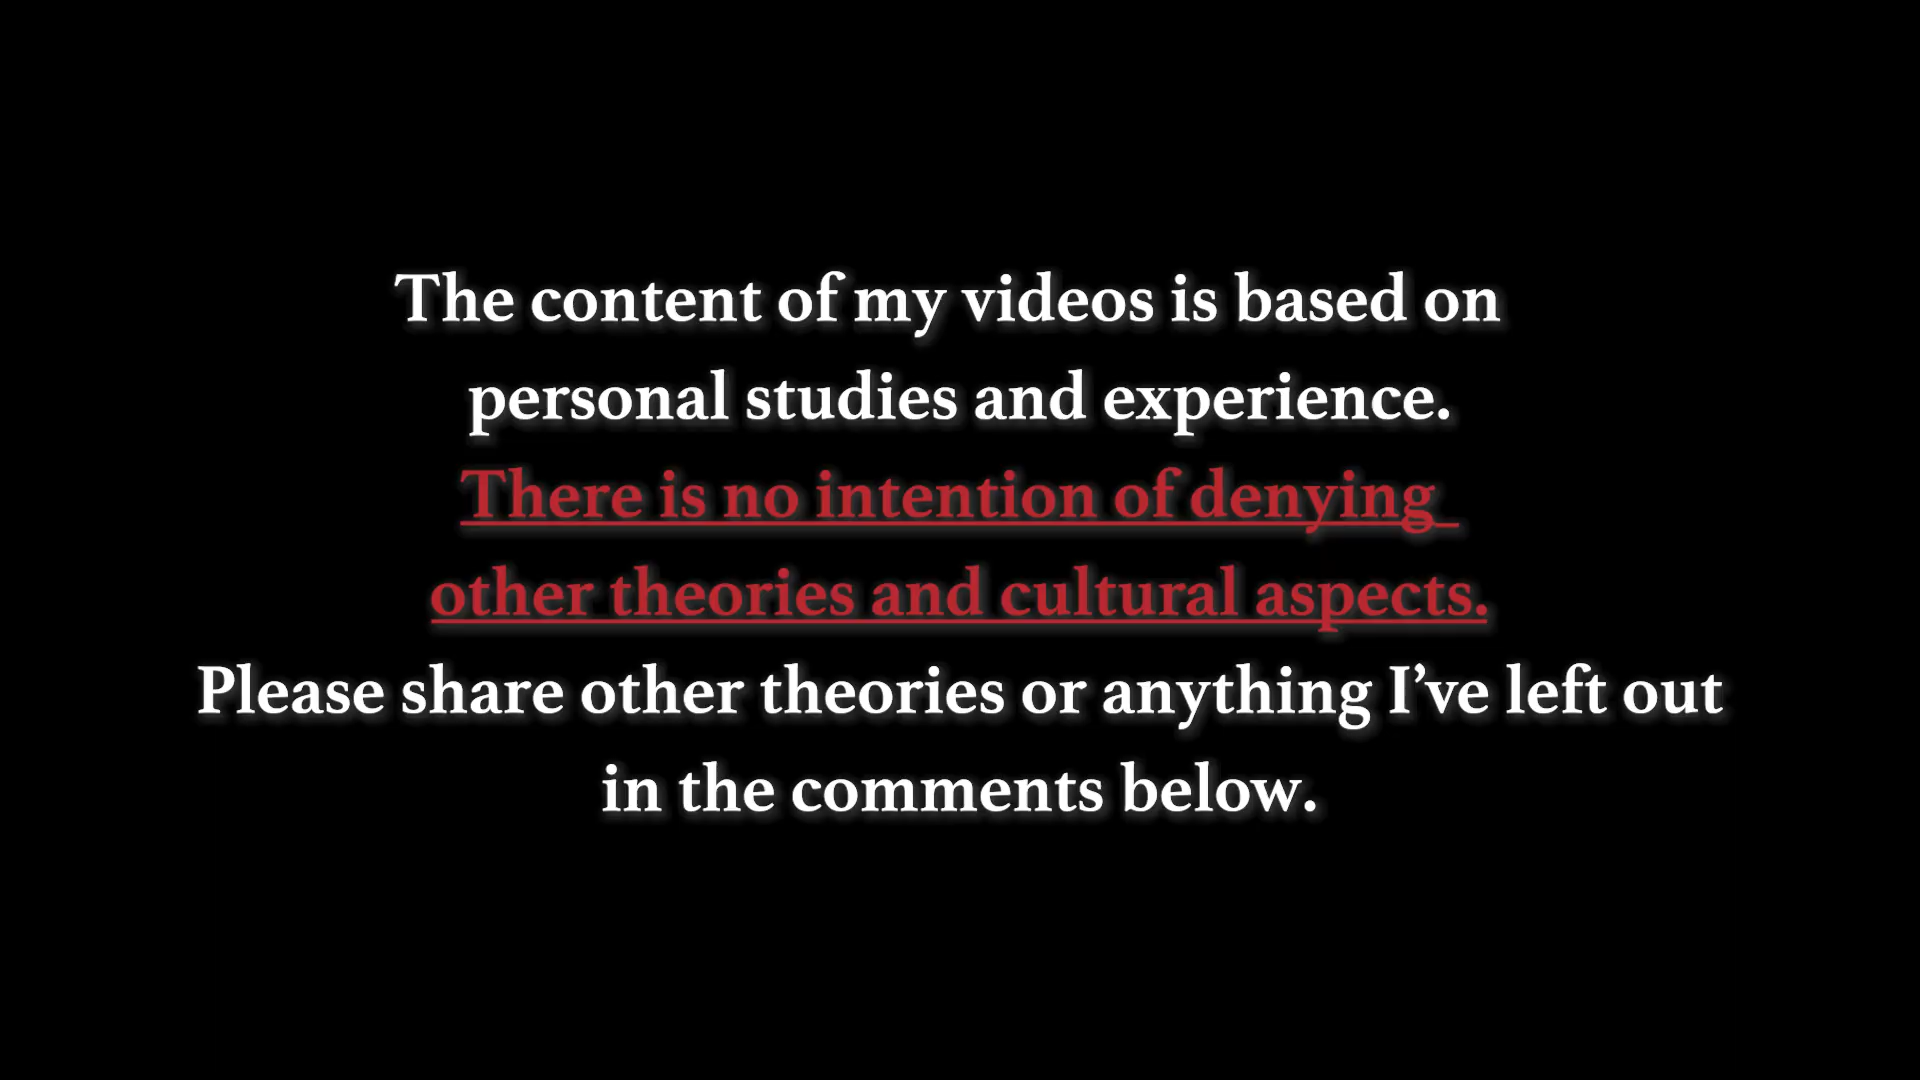 The content of my videos is based on
personal studies and experience.
There is no intention of denying
other theories and cultural aspects.
Please share other theories or anything I’ve left out
in the comments below.